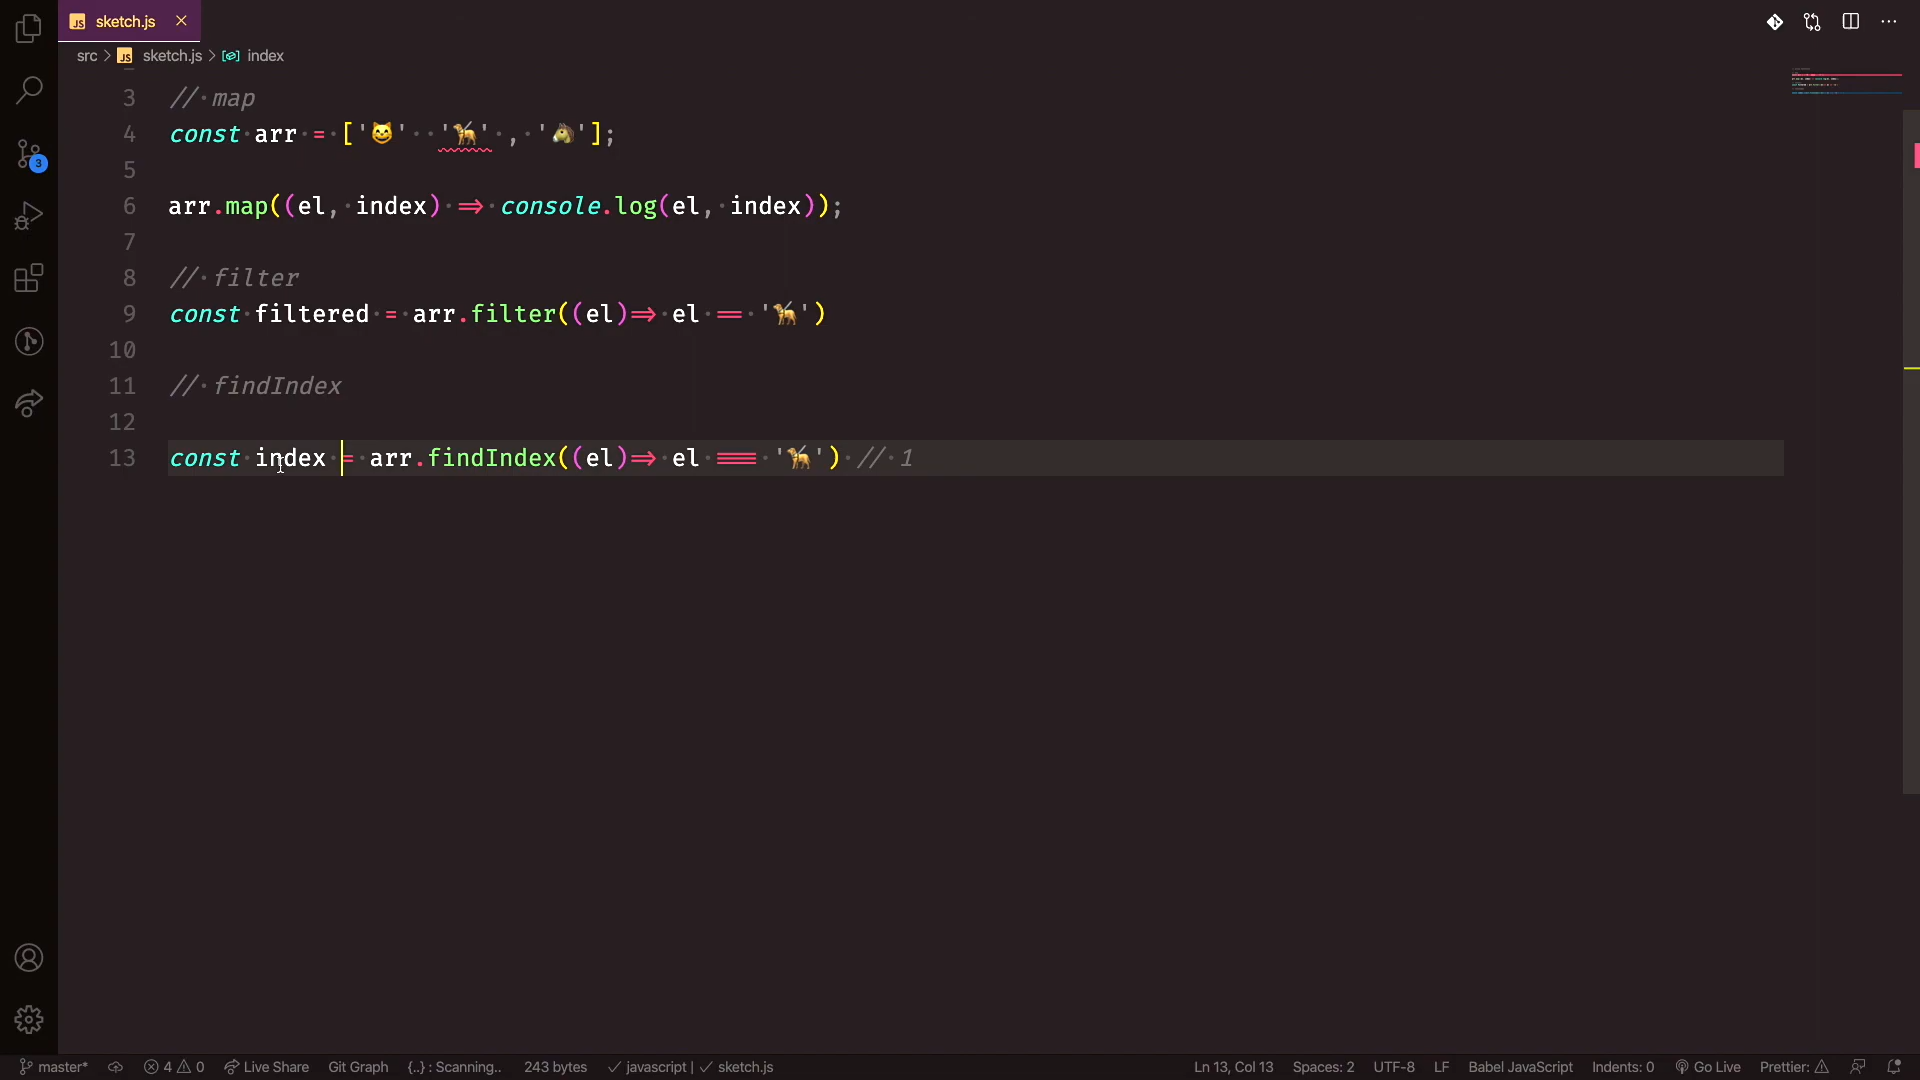 sketch.js
src > sketch.js > index
3 // map
4 const arr = ['😺'  '🐕‍🦺' , '🐴'];
5
6 arr.map((el, index) => console.log(el, index));
7
8 // filter
9 const filtered = arr.filter((el)=> el == '🐕‍🦺')
10
11 // findIndex
12
13 const index = arr.findIndex((el)=> el === '🐕‍🦺') // 1
3
master* 4 0 Live Share Git Graph {..} : Scanning.. 243 bytes ✓ javascript | ✓ sketch.js Ln 13, Col 13 Spaces: 2 UTF-8 LF Babel JavaScript Indents: 0 Go Live Prettier: ⚠